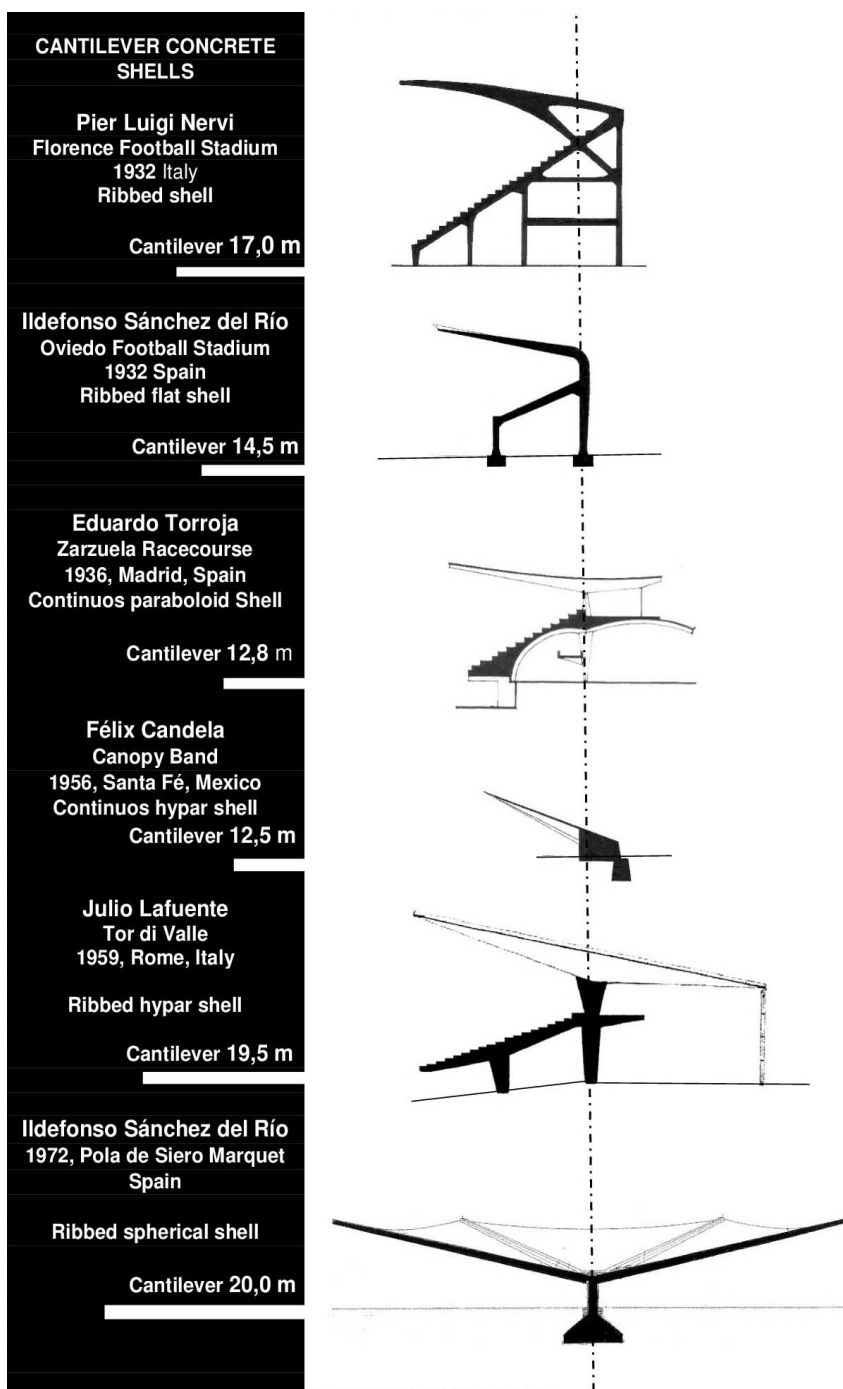 CANTILEVER CONCRETE
SHELLS
Pier Luigi Nervi
Florence Football Stadium
1932 Italy
Ribbed shell
Cantilever 17,0 m
Ildefonso Sánchez del Río
Oviedo Football Stadium
1932 Spain
Ribbed flat shell
Cantilever 14,5 m
Eduardo Torroja
Zarzuela Racecourse
1936, Madrid, Spain
Continuos paraboloid Shell
Cantilever 12,8 m
Félix Candela
Canopy Band
1956, Santa Fé, Mexico
Continuos hypar shell
Cantilever 12,5 m
Julio Lafuente
Tor di Valle
1959, Rome, Italy
Ribbed hypar shell
Cantilever 19,5 m
Ildefonso Sánchez del Río
1972, Pola de Siero Marquet
Spain
Ribbed spherical shell
Cantilever 20,0 m